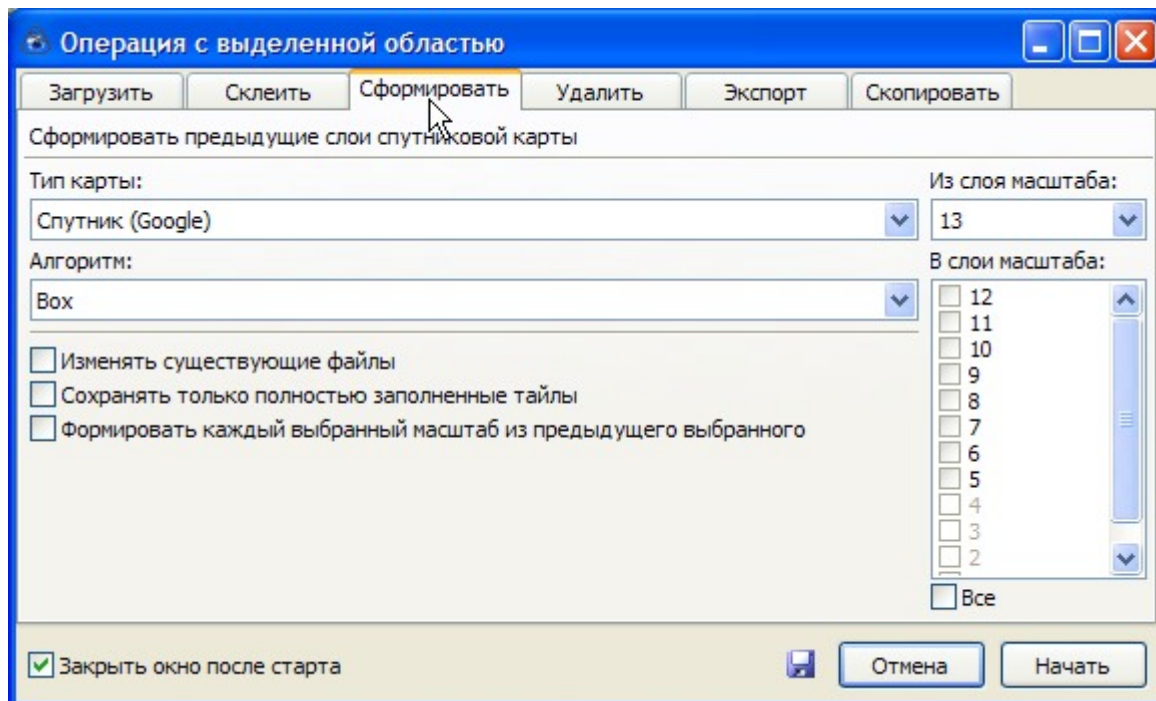 Операция с выделенной областью
Загрузить Склеить Сформировать Удалить Экспорт Скопировать
Сформировать предыдущие слои спутниковой карты
Тип карты:
Спутник (Google)
Алгоритм:
Box
Изменять существующие файлы
Сохранять только полностью заполненные тайлы
Формировать каждый выбранный масштаб из предыдущего выбранного
Из слоя масштаба:
13
В слои масштаба:
12
11
10
9
8
7
6
5
4
3
2
Все
Закрыть окно после старта
Отмена Начать